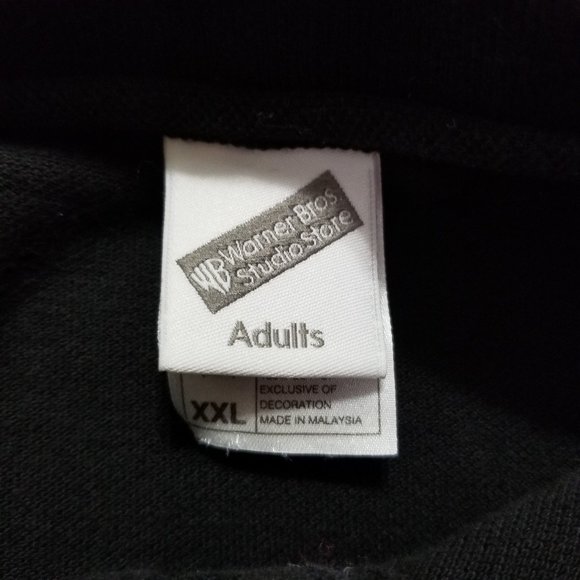 WB Warner Bros
Studio Store
Adults
EXCLUSIVE OF
XXL DECORATION
MADE IN MALAYSIA